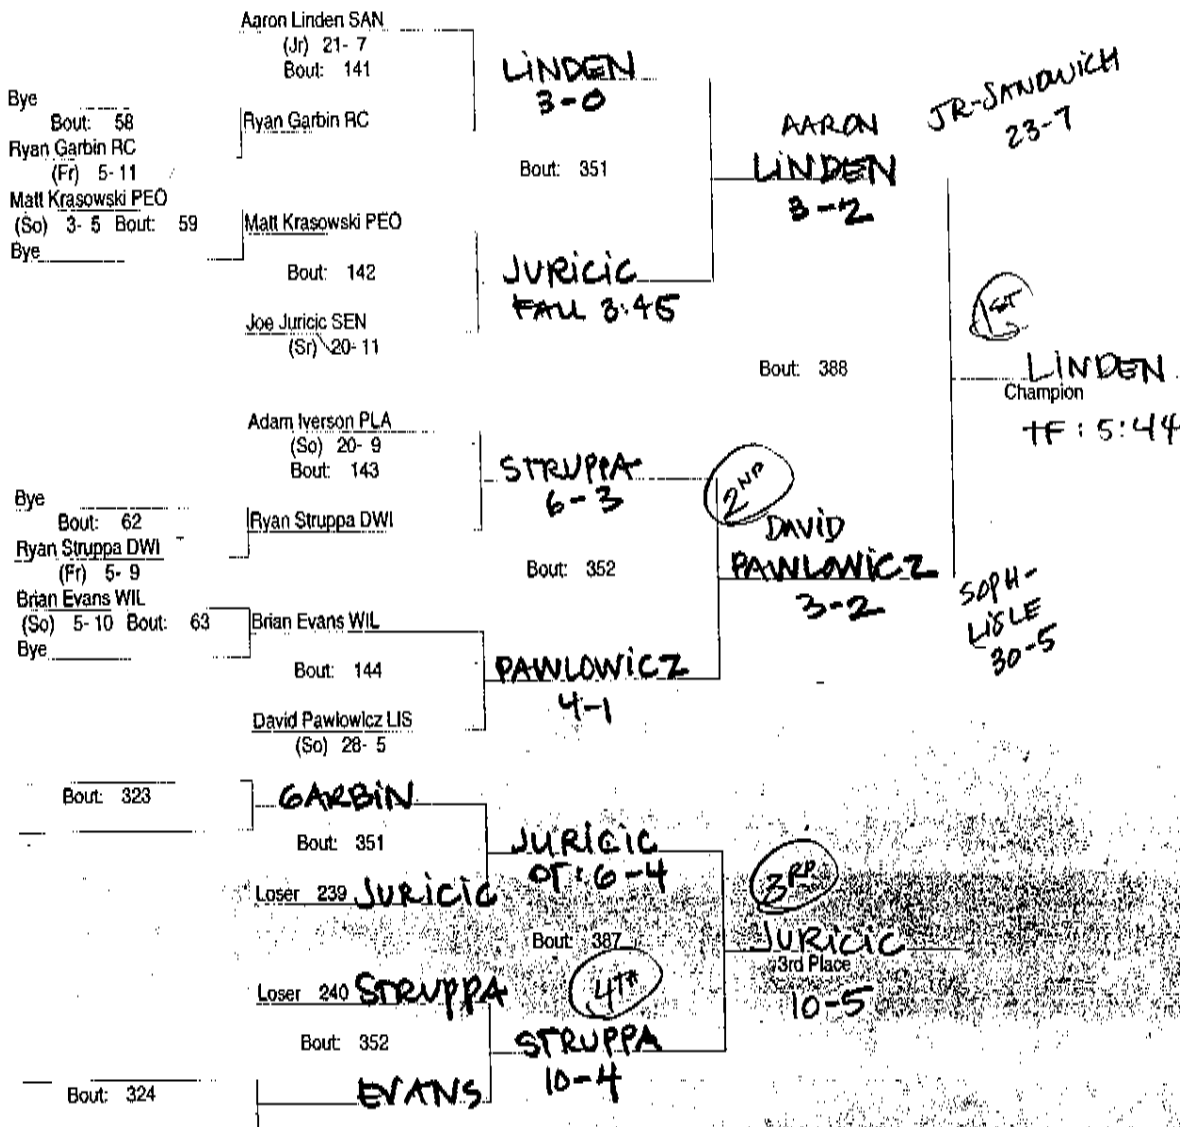 Aaron Linden SAN
(Jr) 21- 7
Bout: 141
LINDEN
3-0
Bye
Bout: 58
Ryan Garbin RC
Ryan Garbin RC
(Fr) 5- 11
Matt Krasowski PEO
(So) 3- 5 Bout: 59
Bye
Matt Krasowski PEO
Bout: 142
Joe Juricic SEN
(Sr) 20- 11
Bout: 351
JURICIC
FALL 3:45
AARON
LINDEN
3-2
JR-SANDWICH
23-7
Bout: 388
1ST
LINDEN
Champion
TF: 5:44
Adam Iverson PLA
(So) 20- 9
Bout: 143
STRUPPA
6-3
Bye
Bout: 62
Ryan Struppa DWI
Ryan Struppa DWI
(Fr) 5- 9
Brian Evans WIL
(So) 5- 10 Bout: 63
Bye
Brian Evans WIL
Bout: 144
David Pawlowicz LIS
(So) 28- 5
Bout: 352
PAWLOWICZ
4-1
2ND
DAVID
PAWLOWICZ
3-2
SOPH-
LISLE
30-5
Bout: 323
GARBIN
Bout: 351
Loser 239 JURICIC
JURICIC
OT: 6-4
Bout: 387
3RD
JURICIC
3rd Place
10-5
Loser 240 STRUPPA
Bout: 352
4TH
STRUPPA
10-4
Bout: 324
EVANS